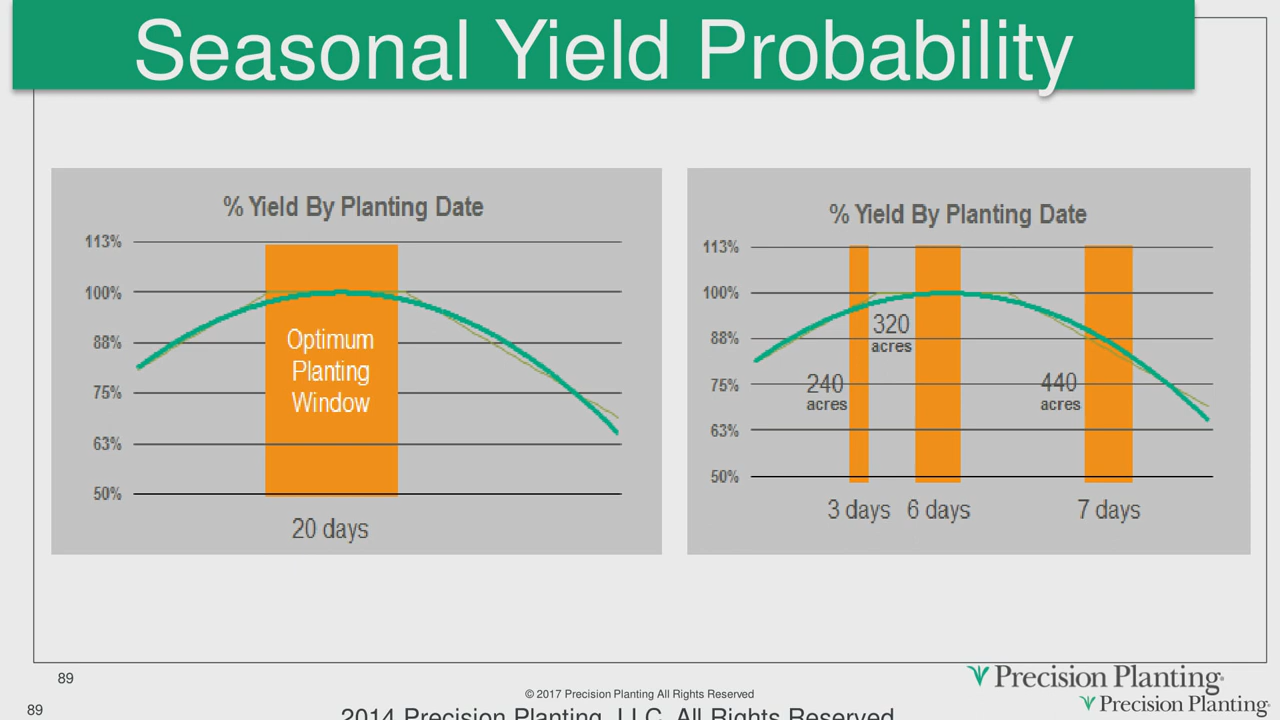 Seasonal Yield Probability
% Yield By Planting Date
113%
100%
88%
75%
63%
50%
Optimum
Planting
Window
20 days
% Yield By Planting Date
113%
100%
88%
75%
63%
50%
320
acres
240
acres
440
acres
3 days 6 days 7 days
89
Precision Planting®
© 2017 Precision Planting All Rights Reserved
89
2014 Precision Planting, LLC. All Rights Reserved
Precision Planting®